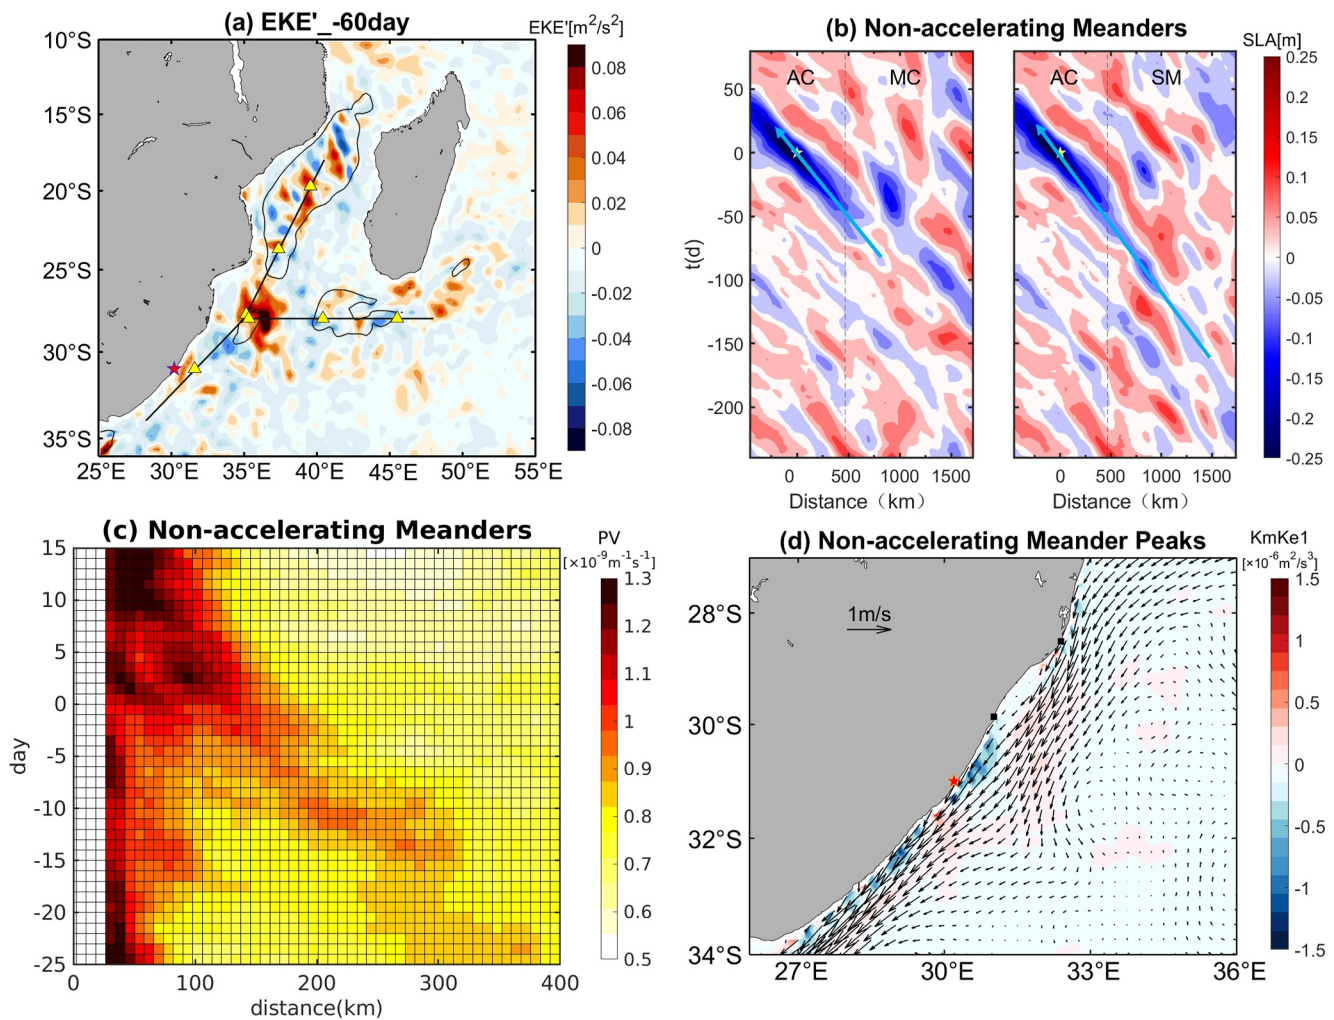 (a) EKE'_-60day
EKE'[m²/s²]
10°S
15°S
20°S
25°S
30°S
35°S
25°E 30°E 35°E 40°E 45°E 50°E 55°E
0.08
0.06
0.04
0.02
0
-0.02
-0.04
-0.06
-0.08
(b) Non-accelerating Meanders
SLA[m]
AC MC
AC SM
50
0
-50
-100
-150
-200
t(d)
0 500 1000
0 500 1000 1500
Distance（km）
Distance（km）
0.25
0.2
0.15
0.1
0.05
0
-0.05
-0.1
-0.15
-0.2
-0.25
(c) Non-accelerating Meanders
PV
[×10⁻⁹m⁻¹s⁻¹]
15
10
5
0
-5
-10
-15
-20
-25
day
0 100 200 300 400
distance(km)
1.3
1.2
1.1
1
0.9
0.8
0.7
0.6
0.5
(d) Non-accelerating Meander Peaks
KmKe1
[×10⁻⁶m²/s³]
1m/s
28°S
30°S
32°S
34°S
27°E 30°E 33°E 36°E
1.5
1
0.5
0
-0.5
-1
-1.5